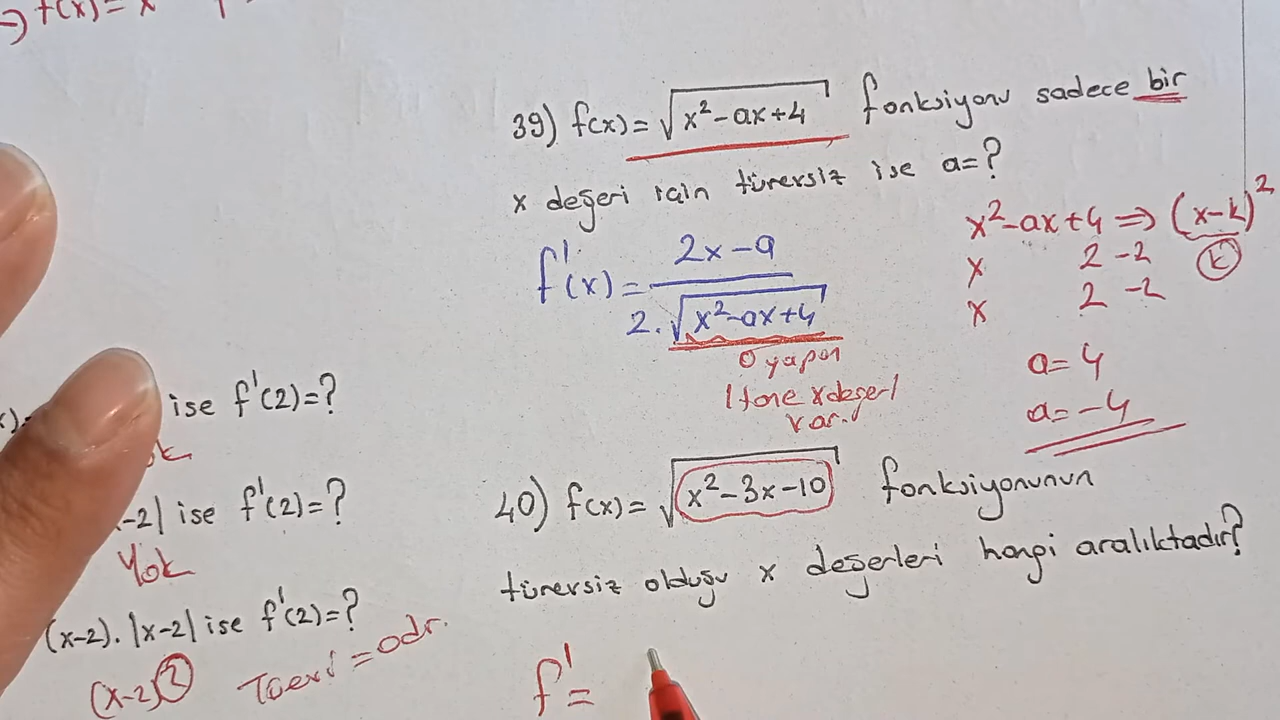 ⇒ f(x) = x
39) f(x) = √x²-ax+4 fonksiyonu sadece bir
x değeri için türevsiz ise a=?
f'(x) = 2x-a
2.√x²-ax+4
0 yapan
1 tane x değeri
var.
x²-ax+4 ⇒ (x-k)²
x 2 -2 k
x 2 -2
a=4
a=-4
40) f(x) = √x²-3x-10 fonksiyonunun
türevsiz olduğu x değerleri hangi aralıktadır?
f' =
ise f'(2)=?
-2| ise f'(2)=?
Yok
(x-2).|x-2| ise f'(2)=?
(x-2)② Türevi=0dır.